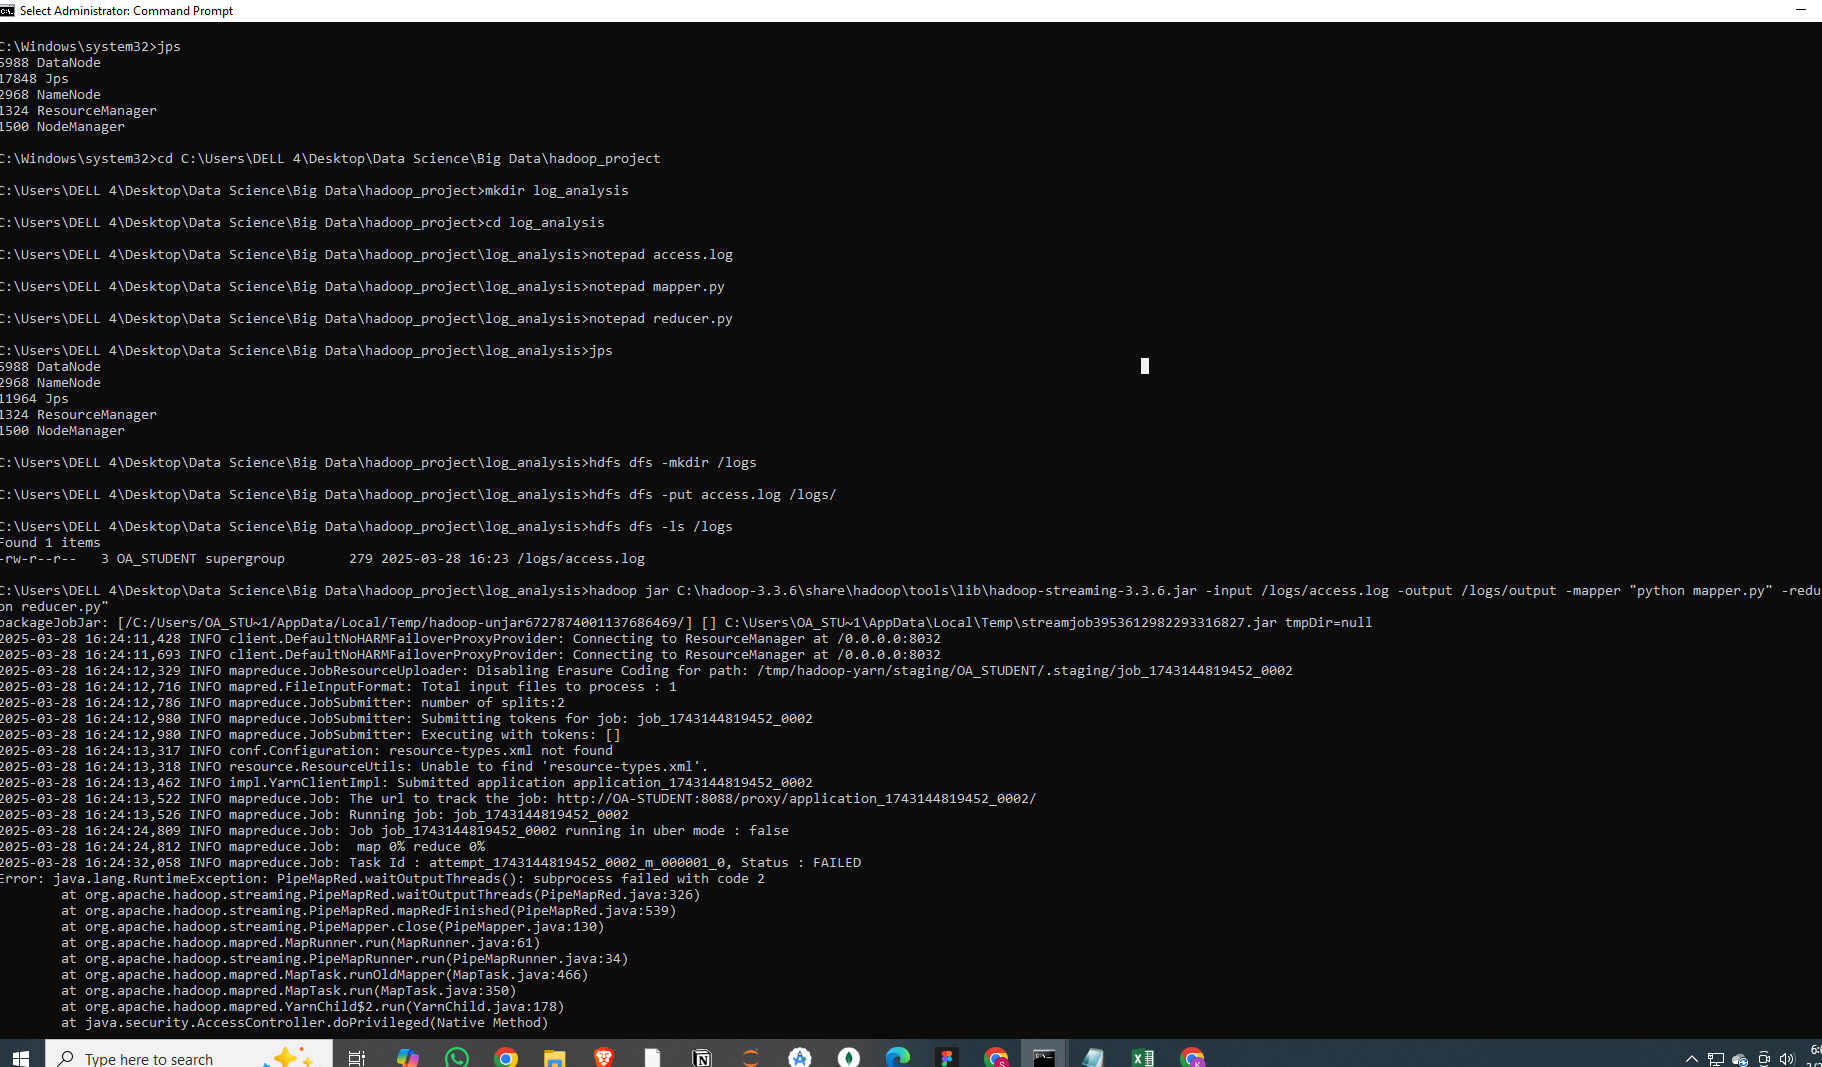 Select Administrator: Command Prompt
C:\Windows\system32>jps
5988 DataNode
17848 Jps
2968 NameNode
1324 ResourceManager
1500 NodeManager
C:\Windows\system32>cd C:\Users\DELL 4\Desktop\Data Science\Big Data\hadoop_project
C:\Users\DELL 4\Desktop\Data Science\Big Data\hadoop_project>mkdir log_analysis
C:\Users\DELL 4\Desktop\Data Science\Big Data\hadoop_project>cd log_analysis
C:\Users\DELL 4\Desktop\Data Science\Big Data\hadoop_project\log_analysis>notepad access.log
C:\Users\DELL 4\Desktop\Data Science\Big Data\hadoop_project\log_analysis>notepad mapper.py
C:\Users\DELL 4\Desktop\Data Science\Big Data\hadoop_project\log_analysis>notepad reducer.py
C:\Users\DELL 4\Desktop\Data Science\Big Data\hadoop_project\log_analysis>jps
5988 DataNode
2968 NameNode
11964 Jps
1324 ResourceManager
1500 NodeManager
C:\Users\DELL 4\Desktop\Data Science\Big Data\hadoop_project\log_analysis>hdfs dfs -mkdir /logs
C:\Users\DELL 4\Desktop\Data Science\Big Data\hadoop_project\log_analysis>hdfs dfs -put access.log /logs/
C:\Users\DELL 4\Desktop\Data Science\Big Data\hadoop_project\log_analysis>hdfs dfs -ls /logs
Found 1 items
-rw-r--r--   3 OA_STUDENT supergroup        279 2025-03-28 16:23 /logs/access.log
C:\Users\DELL 4\Desktop\Data Science\Big Data\hadoop_project\log_analysis>hadoop jar C:\hadoop-3.3.6\share\hadoop\tools\lib\hadoop-streaming-3.3.6.jar -input /logs/access.log -output /logs/output -mapper "python mapper.py" -redu
on reducer.py"
packageJobJar: [/C:/Users/OA_STU~1/AppData/Local/Temp/hadoop-unjar6727874001137686469/] [] C:\Users\OA_STU~1\AppData\Local\Temp\streamjob3953612982293316827.jar tmpDir=null
2025-03-28 16:24:11,428 INFO client.DefaultNoHARMFailoverProxyProvider: Connecting to ResourceManager at /0.0.0.0:8032
2025-03-28 16:24:11,693 INFO client.DefaultNoHARMFailoverProxyProvider: Connecting to ResourceManager at /0.0.0.0:8032
2025-03-28 16:24:12,329 INFO mapreduce.JobResourceUploader: Disabling Erasure Coding for path: /tmp/hadoop-yarn/staging/OA_STUDENT/.staging/job_1743144819452_0002
2025-03-28 16:24:12,716 INFO mapred.FileInputFormat: Total input files to process : 1
2025-03-28 16:24:12,786 INFO mapreduce.JobSubmitter: number of splits:2
2025-03-28 16:24:12,980 INFO mapreduce.JobSubmitter: Submitting tokens for job: job_1743144819452_0002
2025-03-28 16:24:12,980 INFO mapreduce.JobSubmitter: Executing with tokens: []
2025-03-28 16:24:13,317 INFO conf.Configuration: resource-types.xml not found
2025-03-28 16:24:13,318 INFO resource.ResourceUtils: Unable to find 'resource-types.xml'.
2025-03-28 16:24:13,462 INFO impl.YarnClientImpl: Submitted application application_1743144819452_0002
2025-03-28 16:24:13,522 INFO mapreduce.Job: The url to track the job: http://OA-STUDENT:8088/proxy/application_1743144819452_0002/
2025-03-28 16:24:13,526 INFO mapreduce.Job: Running job: job_1743144819452_0002
2025-03-28 16:24:24,809 INFO mapreduce.Job: Job job_1743144819452_0002 running in uber mode : false
2025-03-28 16:24:24,812 INFO mapreduce.Job:  map 0% reduce 0%
2025-03-28 16:24:32,058 INFO mapreduce.Job: Task Id : attempt_1743144819452_0002_m_000001_0, Status : FAILED
Error: java.lang.RuntimeException: PipeMapRed.waitOutputThreads(): subprocess failed with code 2
at org.apache.hadoop.streaming.PipeMapRed.waitOutputThreads(PipeMapRed.java:326)
at org.apache.hadoop.streaming.PipeMapRed.mapRedFinished(PipeMapRed.java:539)
at org.apache.hadoop.streaming.PipeMapper.close(PipeMapper.java:130)
at org.apache.hadoop.mapred.MapRunner.run(MapRunner.java:61)
at org.apache.hadoop.streaming.PipeMapRunner.run(PipeMapRunner.java:34)
at org.apache.hadoop.mapred.MapTask.runOldMapper(MapTask.java:466)
at org.apache.hadoop.mapred.MapTask.run(MapTask.java:350)
at org.apache.hadoop.mapred.YarnChild$2.run(YarnChild.java:178)
at java.security.AccessController.doPrivileged(Native Method)
Type here to search